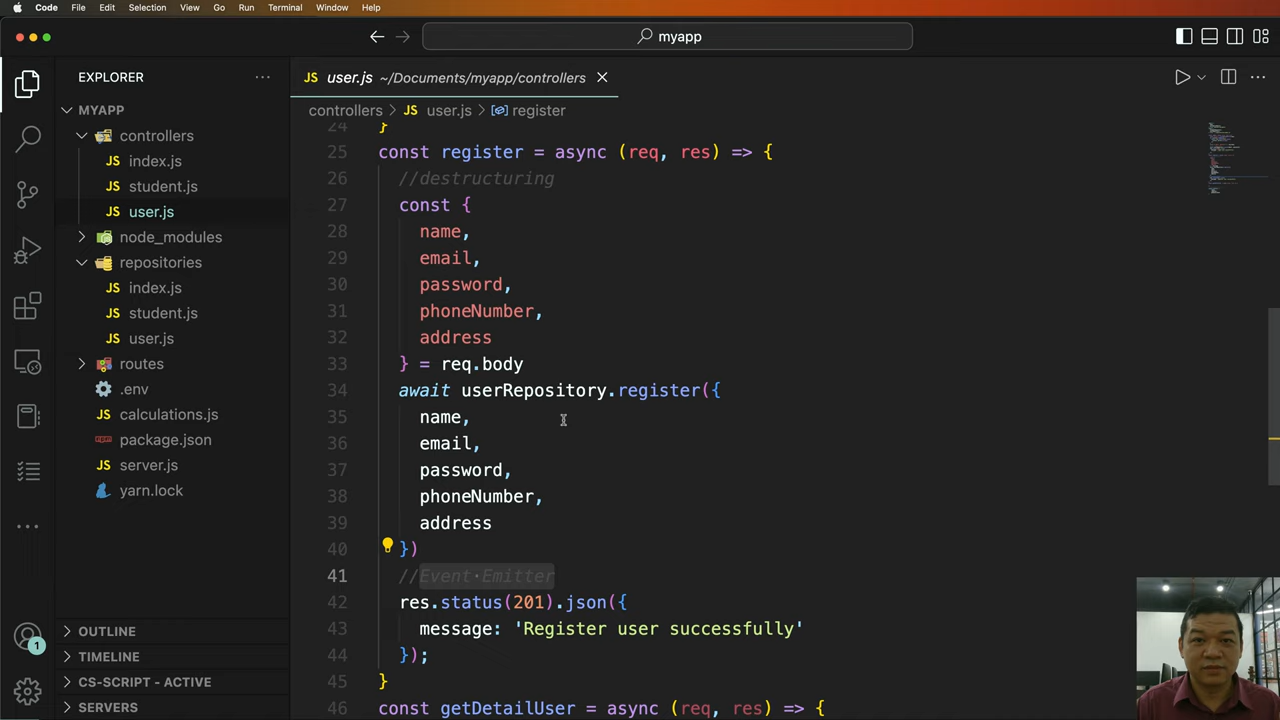 Code File Edit Selection View Go Run Terminal Window Help
myapp
EXPLORER
MYAPP
controllers
JS index.js
JS student.js
JS user.js
node_modules
repositories
JS index.js
JS student.js
JS user.js
routes
.env
JS calculations.js
package.json
JS server.js
yarn.lock
OUTLINE
TIMELINE
CS-SCRIPT - ACTIVE
SERVERS
1
JS user.js ~/Documents/myapp/controllers
controllers > JS user.js > register
24 }
25 const register = async (req, res) => {
26 //destructuring
27 const {
28 name,
29 email,
30 password,
31 phoneNumber,
32 address
33 } = req.body
34 await userRepository.register({
35 name,
36 email,
37 password,
38 phoneNumber,
39 address
40 })
41 //Event·Emitter
42 res.status(201).json({
43 message: 'Register user successfully'
44 });
45 }
46 const getDetailUser = async (req, res) => {